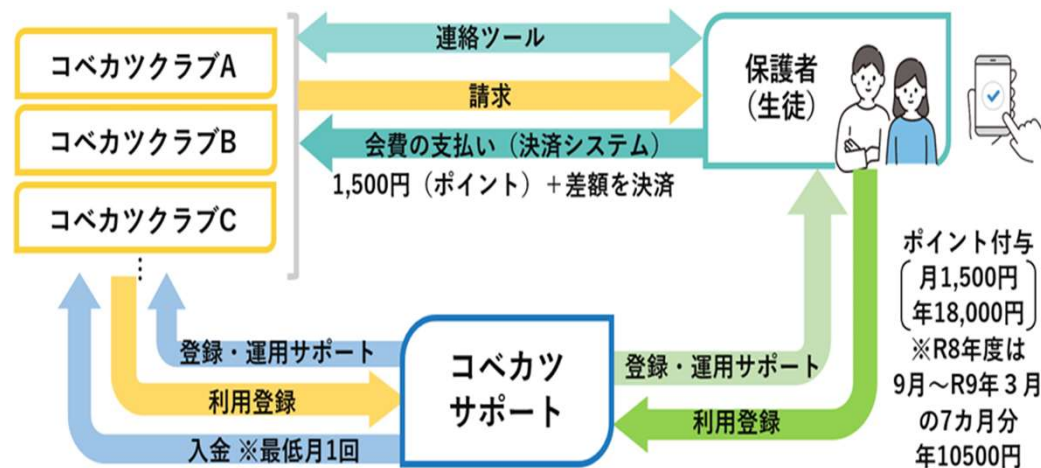 コベカツクラブA
コベカツクラブB
コベカツクラブC
⋮
連絡ツール
請求
会費の支払い（決済システム）
1,500円（ポイント）＋差額を決済
保護者
（生徒）
登録・運用サポート
利用登録
入金 ※最低月1回
コベカツ
サポート
登録・運用サポート
利用登録
ポイント付与
月1,500円
年18,000円
※R8年度は
9月～R9年３月
の7カ月分
年10500円